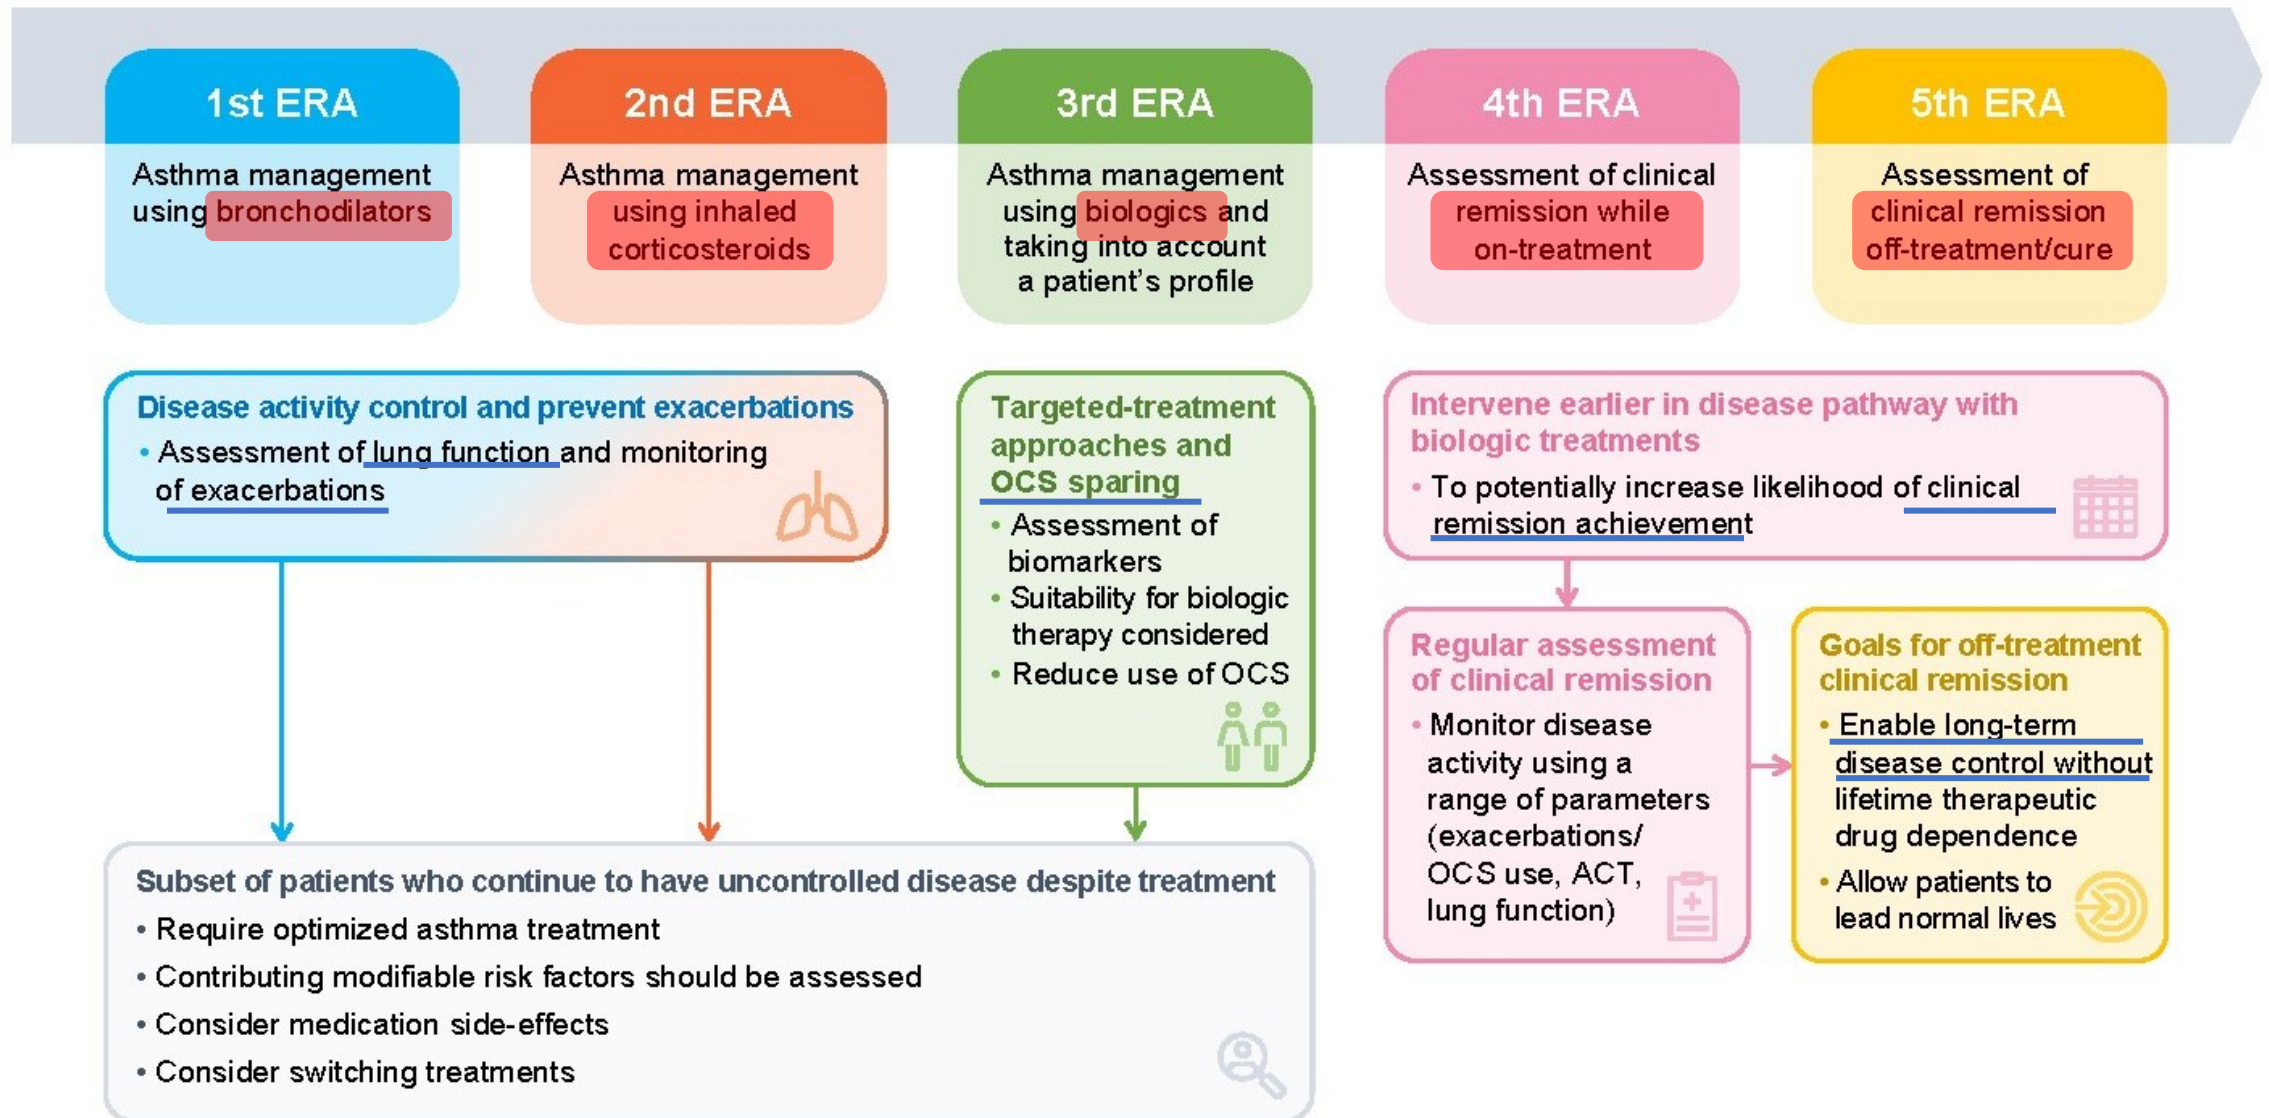 1st ERA
Asthma management
using bronchodilators
2nd ERA
Asthma management
using inhaled
corticosteroids
3rd ERA
Asthma management
using biologics and
taking into account
a patient's profile
4th ERA
Assessment of clinical
remission while
on-treatment
5th ERA
Assessment of
clinical remission
off-treatment/cure
Disease activity control and prevent exacerbations
• Assessment of lung function and monitoring
of exacerbations
Targeted-treatment
approaches and
OCS sparing
• Assessment of
biomarkers
• Suitability for biologic
therapy considered
• Reduce use of OCS
Intervene earlier in disease pathway with
biologic treatments
• To potentially increase likelihood of clinical
remission achievement
Regular assessment
of clinical remission
• Monitor disease
activity using a
range of parameters
(exacerbations/
OCS use, ACT,
lung function)
Goals for off-treatment
clinical remission
• Enable long-term
disease control without
lifetime therapeutic
drug dependence
• Allow patients to
lead normal lives
Subset of patients who continue to have uncontrolled disease despite treatment
• Require optimized asthma treatment
• Contributing modifiable risk factors should be assessed
• Consider medication side-effects
• Consider switching treatments